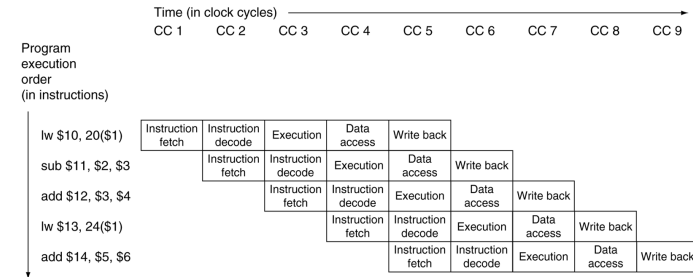 Time (in clock cycles)
CC 1 CC 2 CC 3 CC 4 CC 5 CC 6 CC 7 CC 8 CC 9
Program
execution
order
(in instructions)
lw $10, 20($1) Instruction fetch Instruction decode Execution Data access Write back
sub $11, $2, $3 Instruction fetch Instruction decode Execution Data access Write back
add $12, $3, $4 Instruction fetch Instruction decode Execution Data access Write back
lw $13, 24($1) Instruction fetch Instruction decode Execution Data access Write back
add $14, $5, $6 Instruction fetch Instruction decode Execution Data access Write back